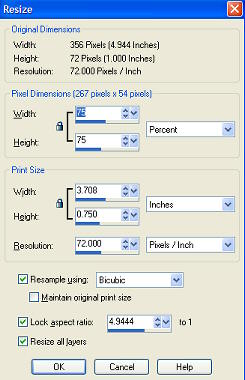 Resize
Original Dimensions
Width: 356 Pixels (4.944 Inches)
Height: 72 Pixels (1.000 Inches)
Resolution: 72.000 Pixels / Inch
Pixel Dimensions (267 pixels x 54 pixels)
Width: 75
Height: 75
Percent
Print Size
Width: 3.708
Height: 0.750
Inches
Resolution: 72.000 Pixels / Inch
Resample using: Bicubic
Maintain original print size
Lock aspect ratio: 4.9444 to 1
Resize all layers
OK Cancel Help